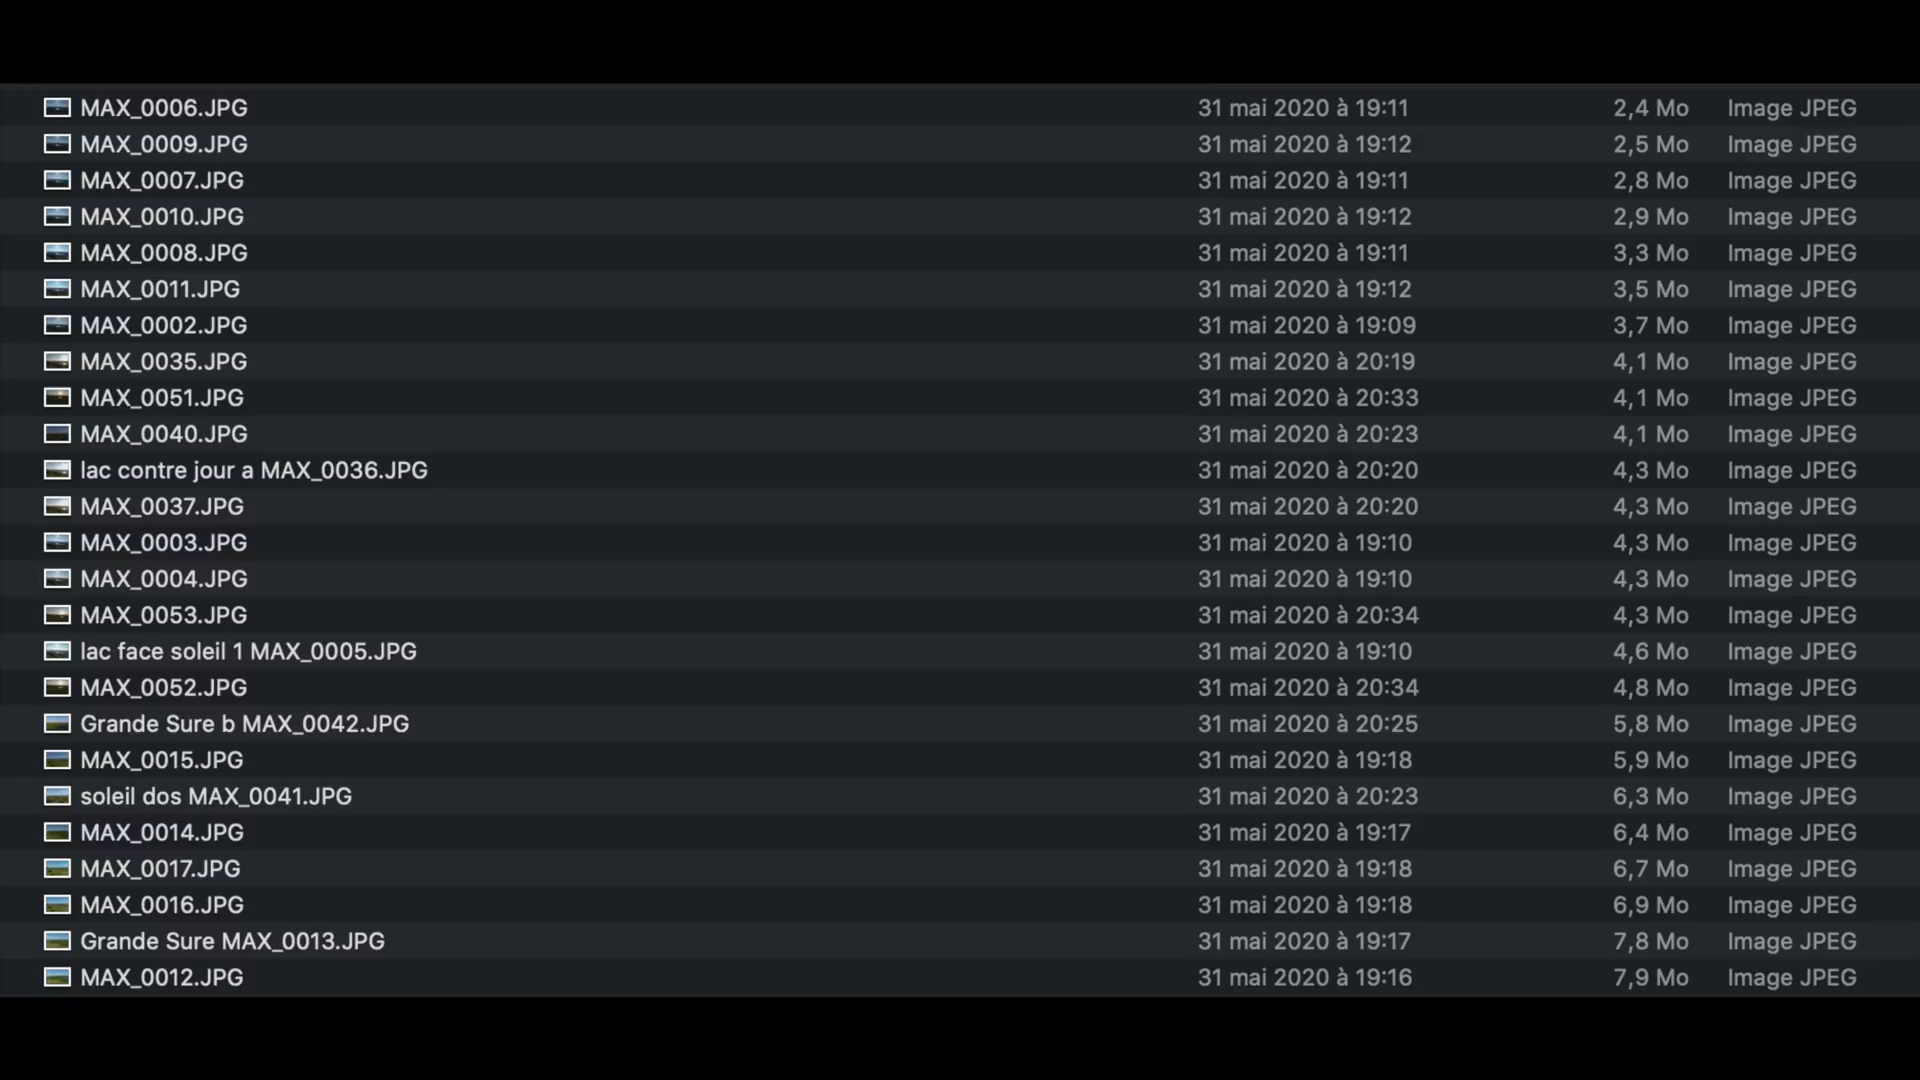 MAX_0006.JPG 31 mai 2020 à 19:11 2,4 Mo Image JPEG
MAX_0009.JPG 31 mai 2020 à 19:12 2,5 Mo Image JPEG
MAX_0007.JPG 31 mai 2020 à 19:11 2,8 Mo Image JPEG
MAX_0010.JPG 31 mai 2020 à 19:12 2,9 Mo Image JPEG
MAX_0008.JPG 31 mai 2020 à 19:11 3,3 Mo Image JPEG
MAX_0011.JPG 31 mai 2020 à 19:12 3,5 Mo Image JPEG
MAX_0002.JPG 31 mai 2020 à 19:09 3,7 Mo Image JPEG
MAX_0035.JPG 31 mai 2020 à 20:19 4,1 Mo Image JPEG
MAX_0051.JPG 31 mai 2020 à 20:33 4,1 Mo Image JPEG
MAX_0040.JPG 31 mai 2020 à 20:23 4,1 Mo Image JPEG
lac contre jour a MAX_0036.JPG 31 mai 2020 à 20:20 4,3 Mo Image JPEG
MAX_0037.JPG 31 mai 2020 à 20:20 4,3 Mo Image JPEG
MAX_0003.JPG 31 mai 2020 à 19:10 4,3 Mo Image JPEG
MAX_0004.JPG 31 mai 2020 à 19:10 4,3 Mo Image JPEG
MAX_0053.JPG 31 mai 2020 à 20:34 4,3 Mo Image JPEG
lac face soleil 1 MAX_0005.JPG 31 mai 2020 à 19:10 4,6 Mo Image JPEG
MAX_0052.JPG 31 mai 2020 à 20:34 4,8 Mo Image JPEG
Grande Sure b MAX_0042.JPG 31 mai 2020 à 20:25 5,8 Mo Image JPEG
MAX_0015.JPG 31 mai 2020 à 19:18 5,9 Mo Image JPEG
soleil dos MAX_0041.JPG 31 mai 2020 à 20:23 6,3 Mo Image JPEG
MAX_0014.JPG 31 mai 2020 à 19:17 6,4 Mo Image JPEG
MAX_0017.JPG 31 mai 2020 à 19:18 6,7 Mo Image JPEG
MAX_0016.JPG 31 mai 2020 à 19:18 6,9 Mo Image JPEG
Grande Sure MAX_0013.JPG 31 mai 2020 à 19:17 7,8 Mo Image JPEG
MAX_0012.JPG 31 mai 2020 à 19:16 7,9 Mo Image JPEG